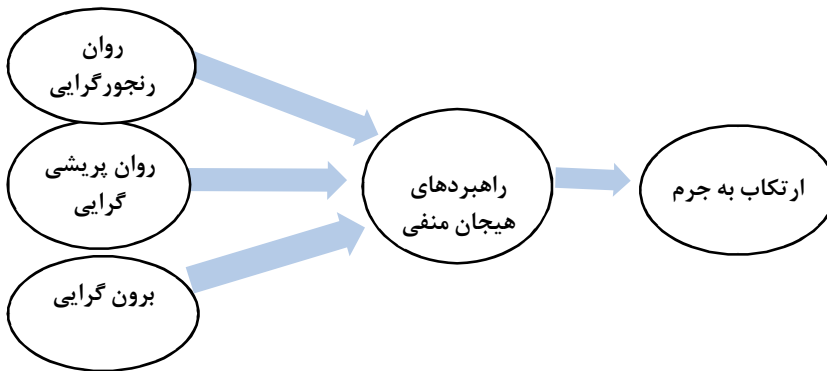 روان
رنجورگرایی
روان پریشی
گرایی
برون گرایی
راهبردهای
هیجان منفی
ارتکاب به جرم